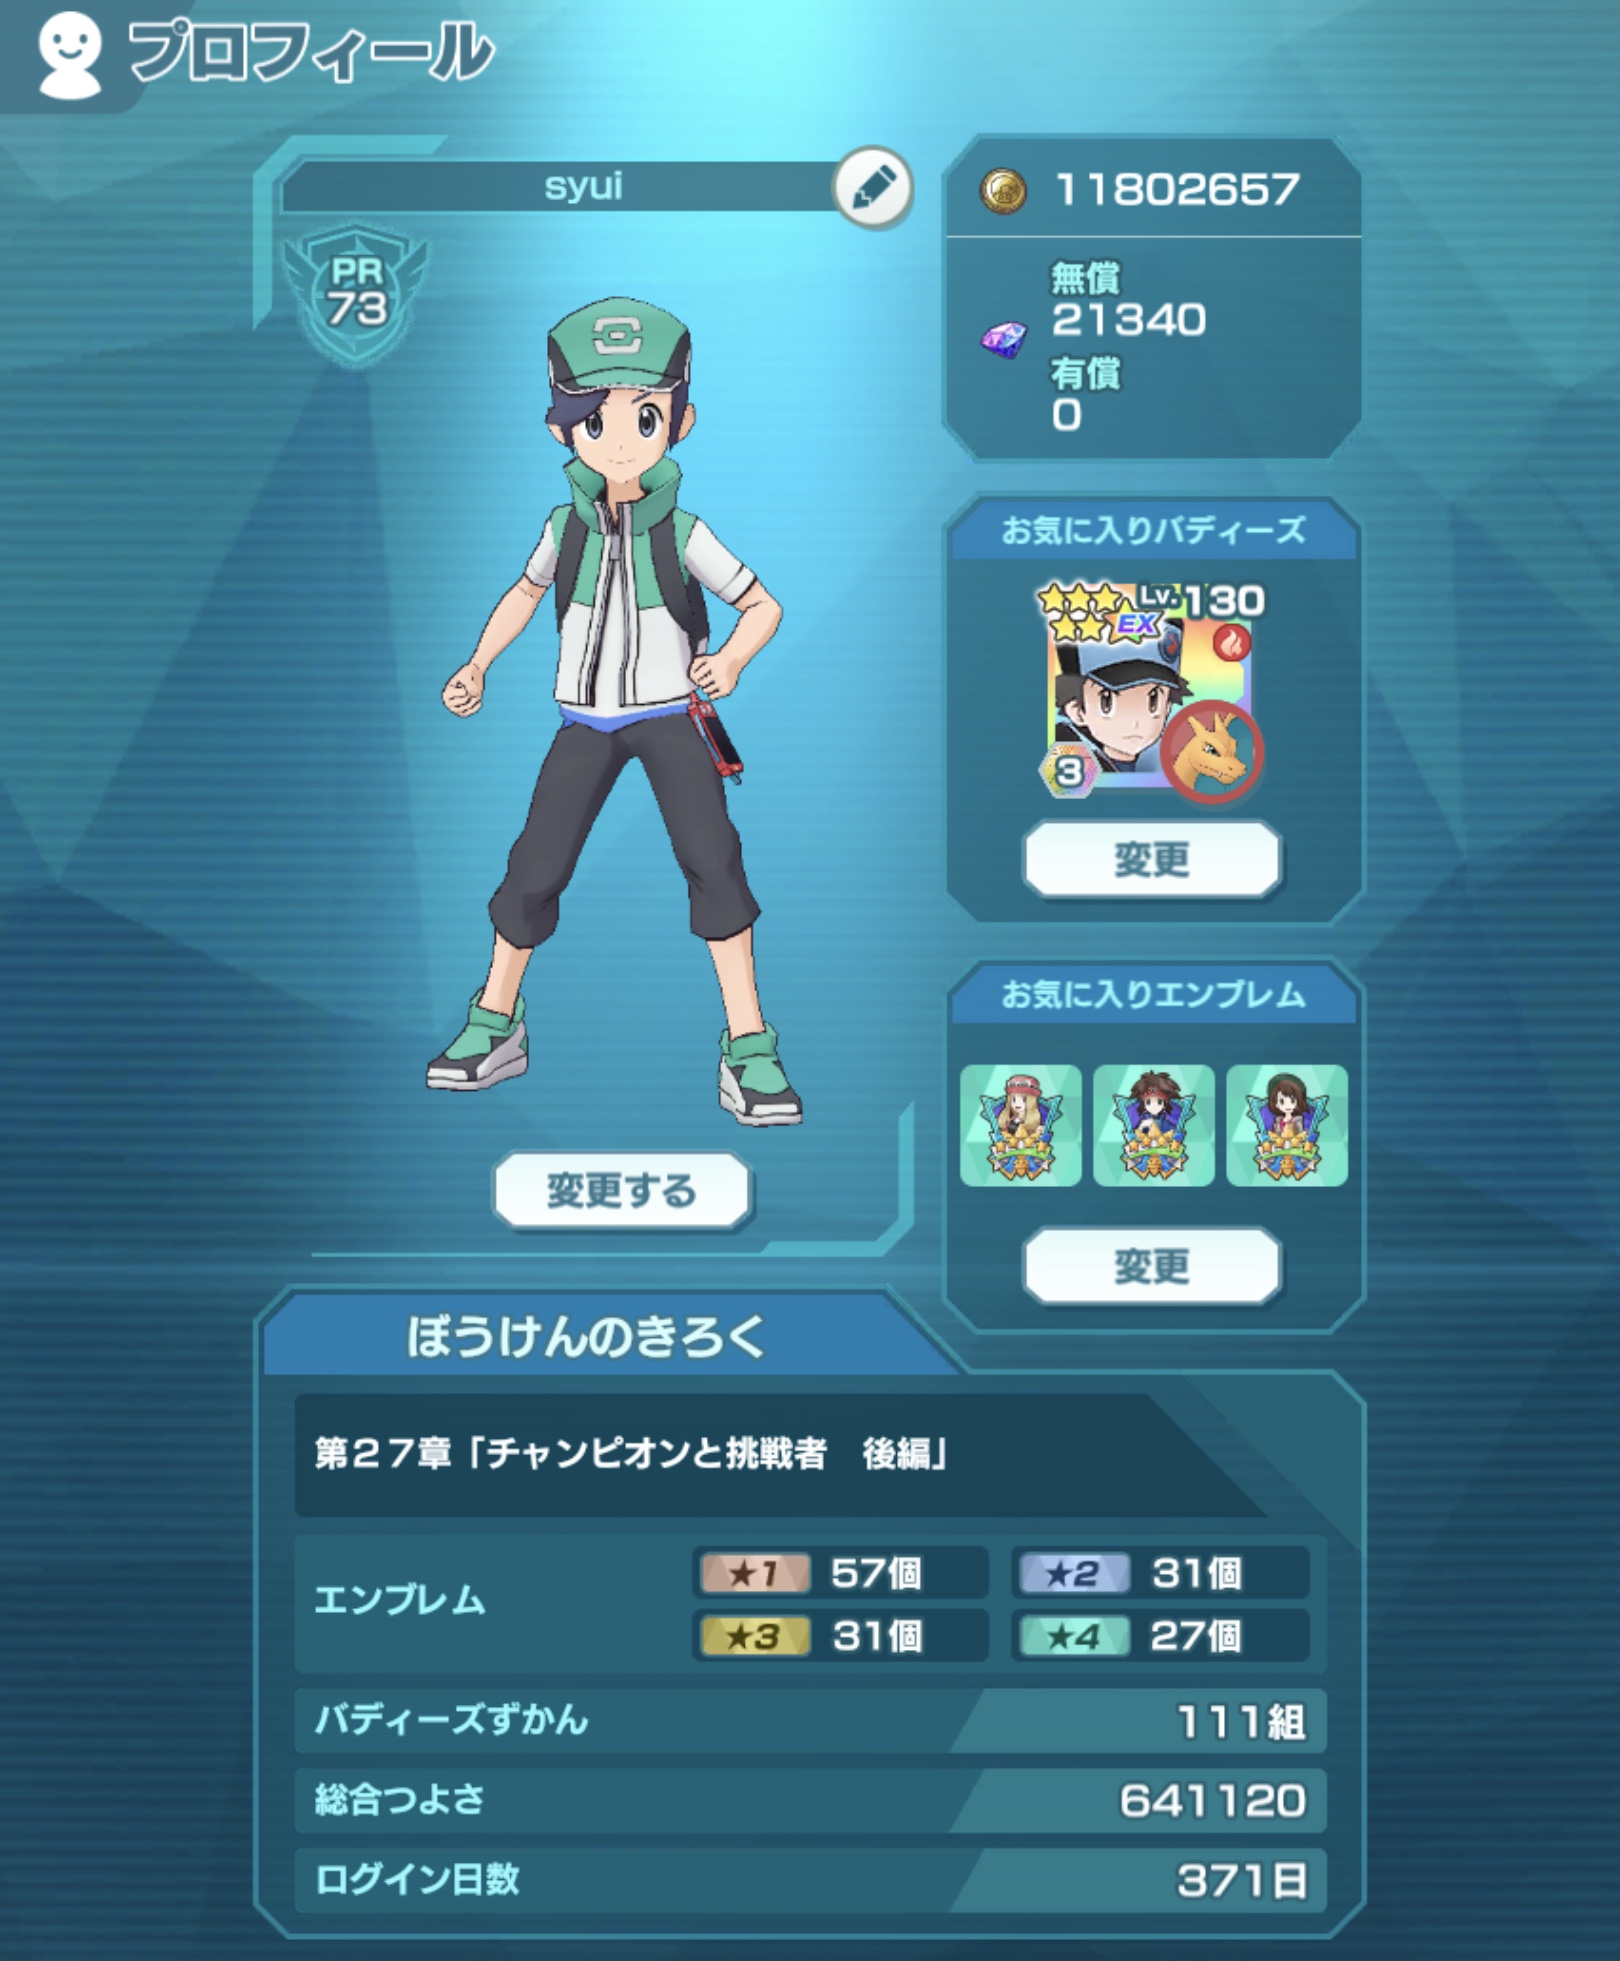 プロフィール
syui
PR
73
11802657
無償
21340
有償
0
お気に入りバディーズ
Lv.130
EX
3
変更
お気に入りエンブレム
変更する
変更
ぼうけんのきろく
第27章「チャンピオンと挑戦者　後編」
エンブレム
★1 57個 ★2 31個
★3 31個 ★4 27個
バディーズずかん 111組
総合つよさ 641120
ログイン日数 371日